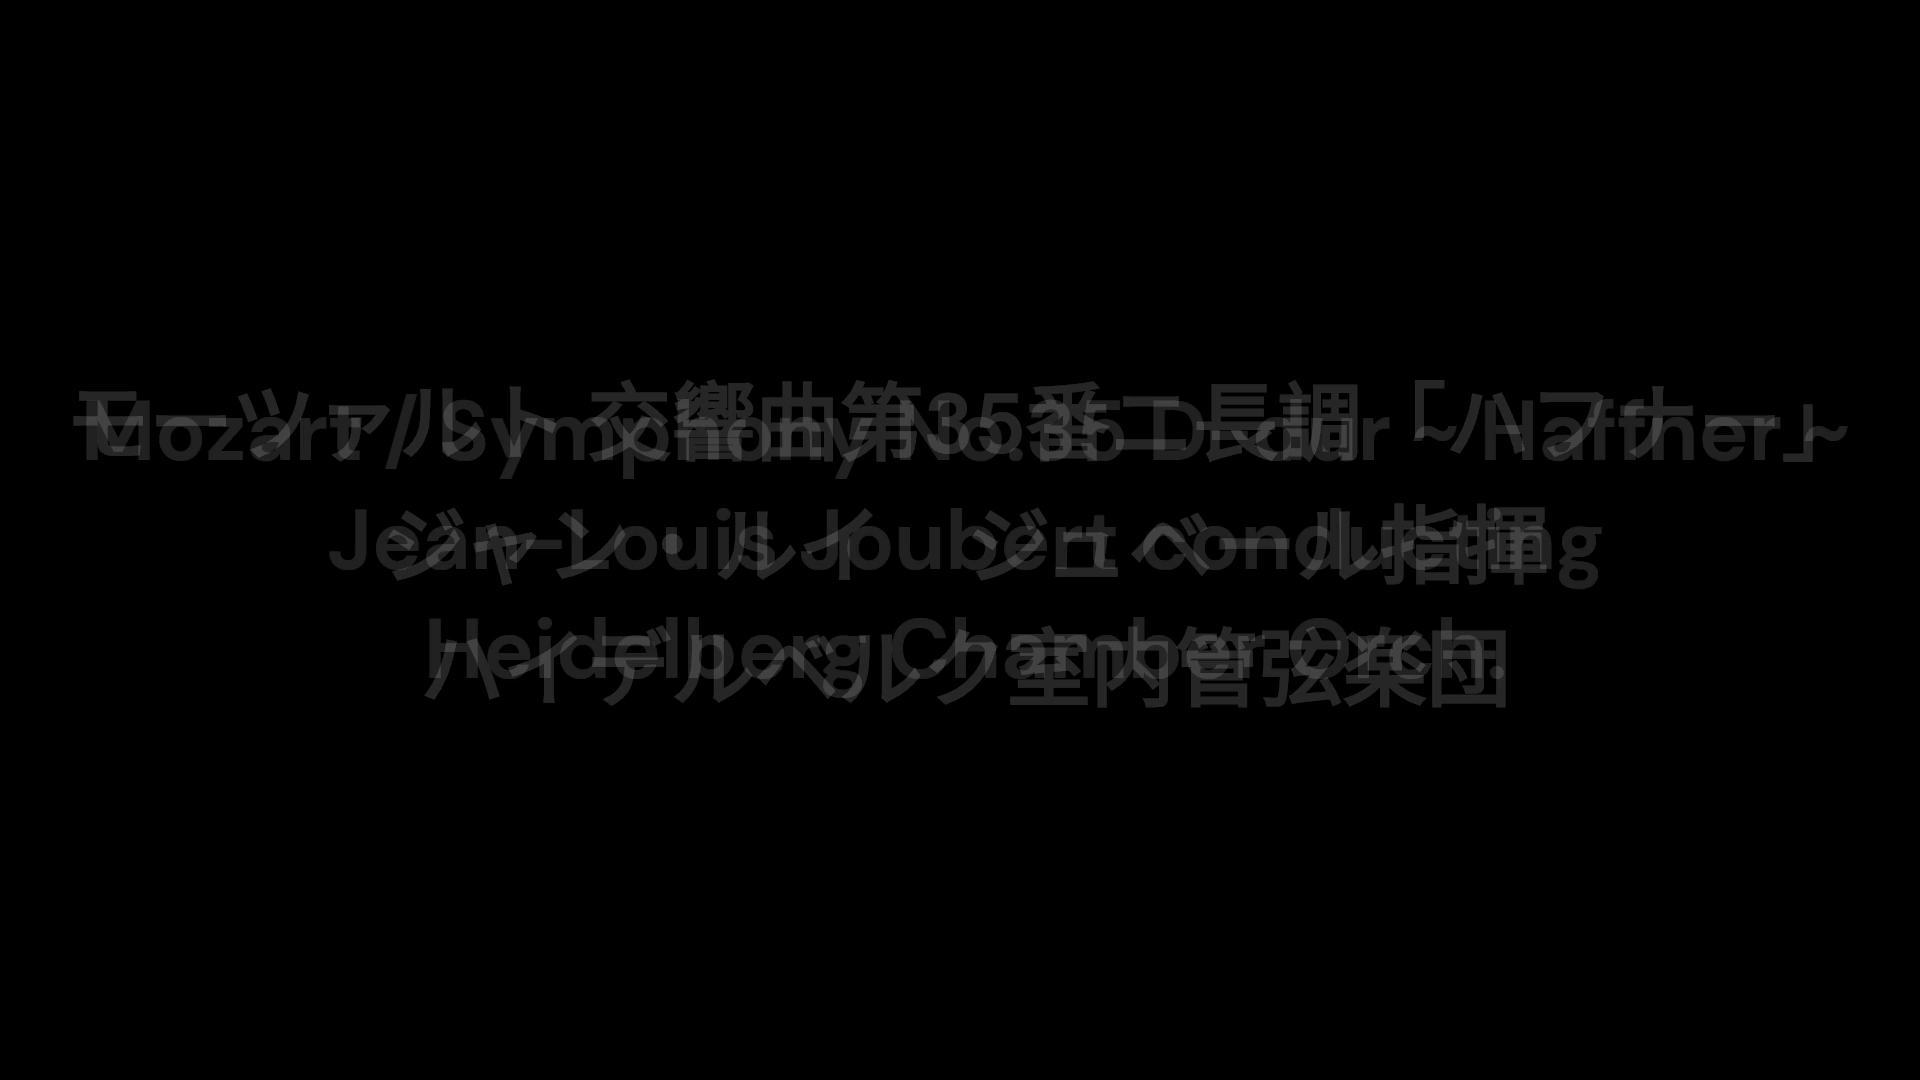 モーツァルト 交響曲第35番ニ長調「ハフナー」
ジャン・ルイ　ジュベール指揮
ハイデルベルク室内管弦楽団
Mozart / Symphony No.35 D-dur ~ Haffner ~
Jean-Louis Joubert conducting
Heidelberg Chamber Orch.